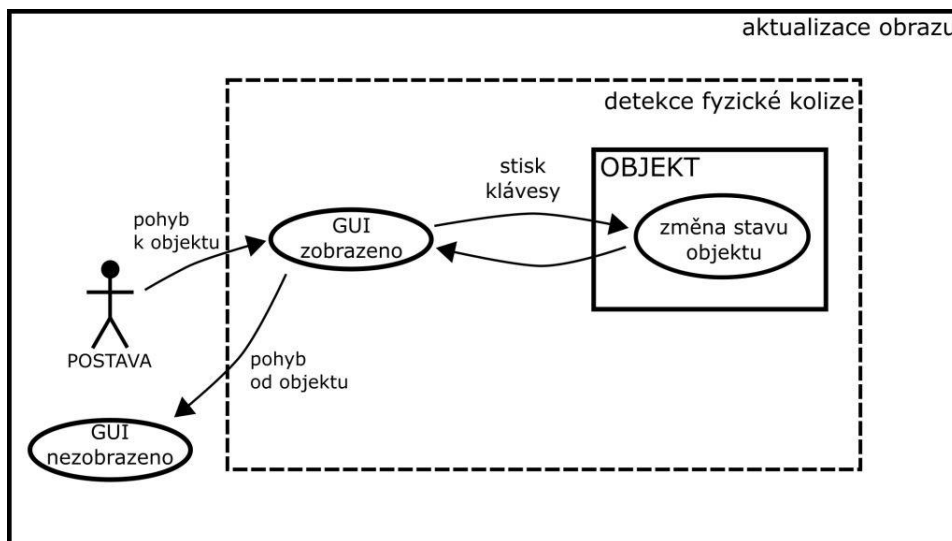 aktualizace obrazu
detekce fyzické kolize
OBJEKT
stisk
klávesy
pohyb
k objektu
GUI
zobrazeno
změna stavu
objektu
POSTAVA
pohyb
od objektu
GUI
nezobrazeno